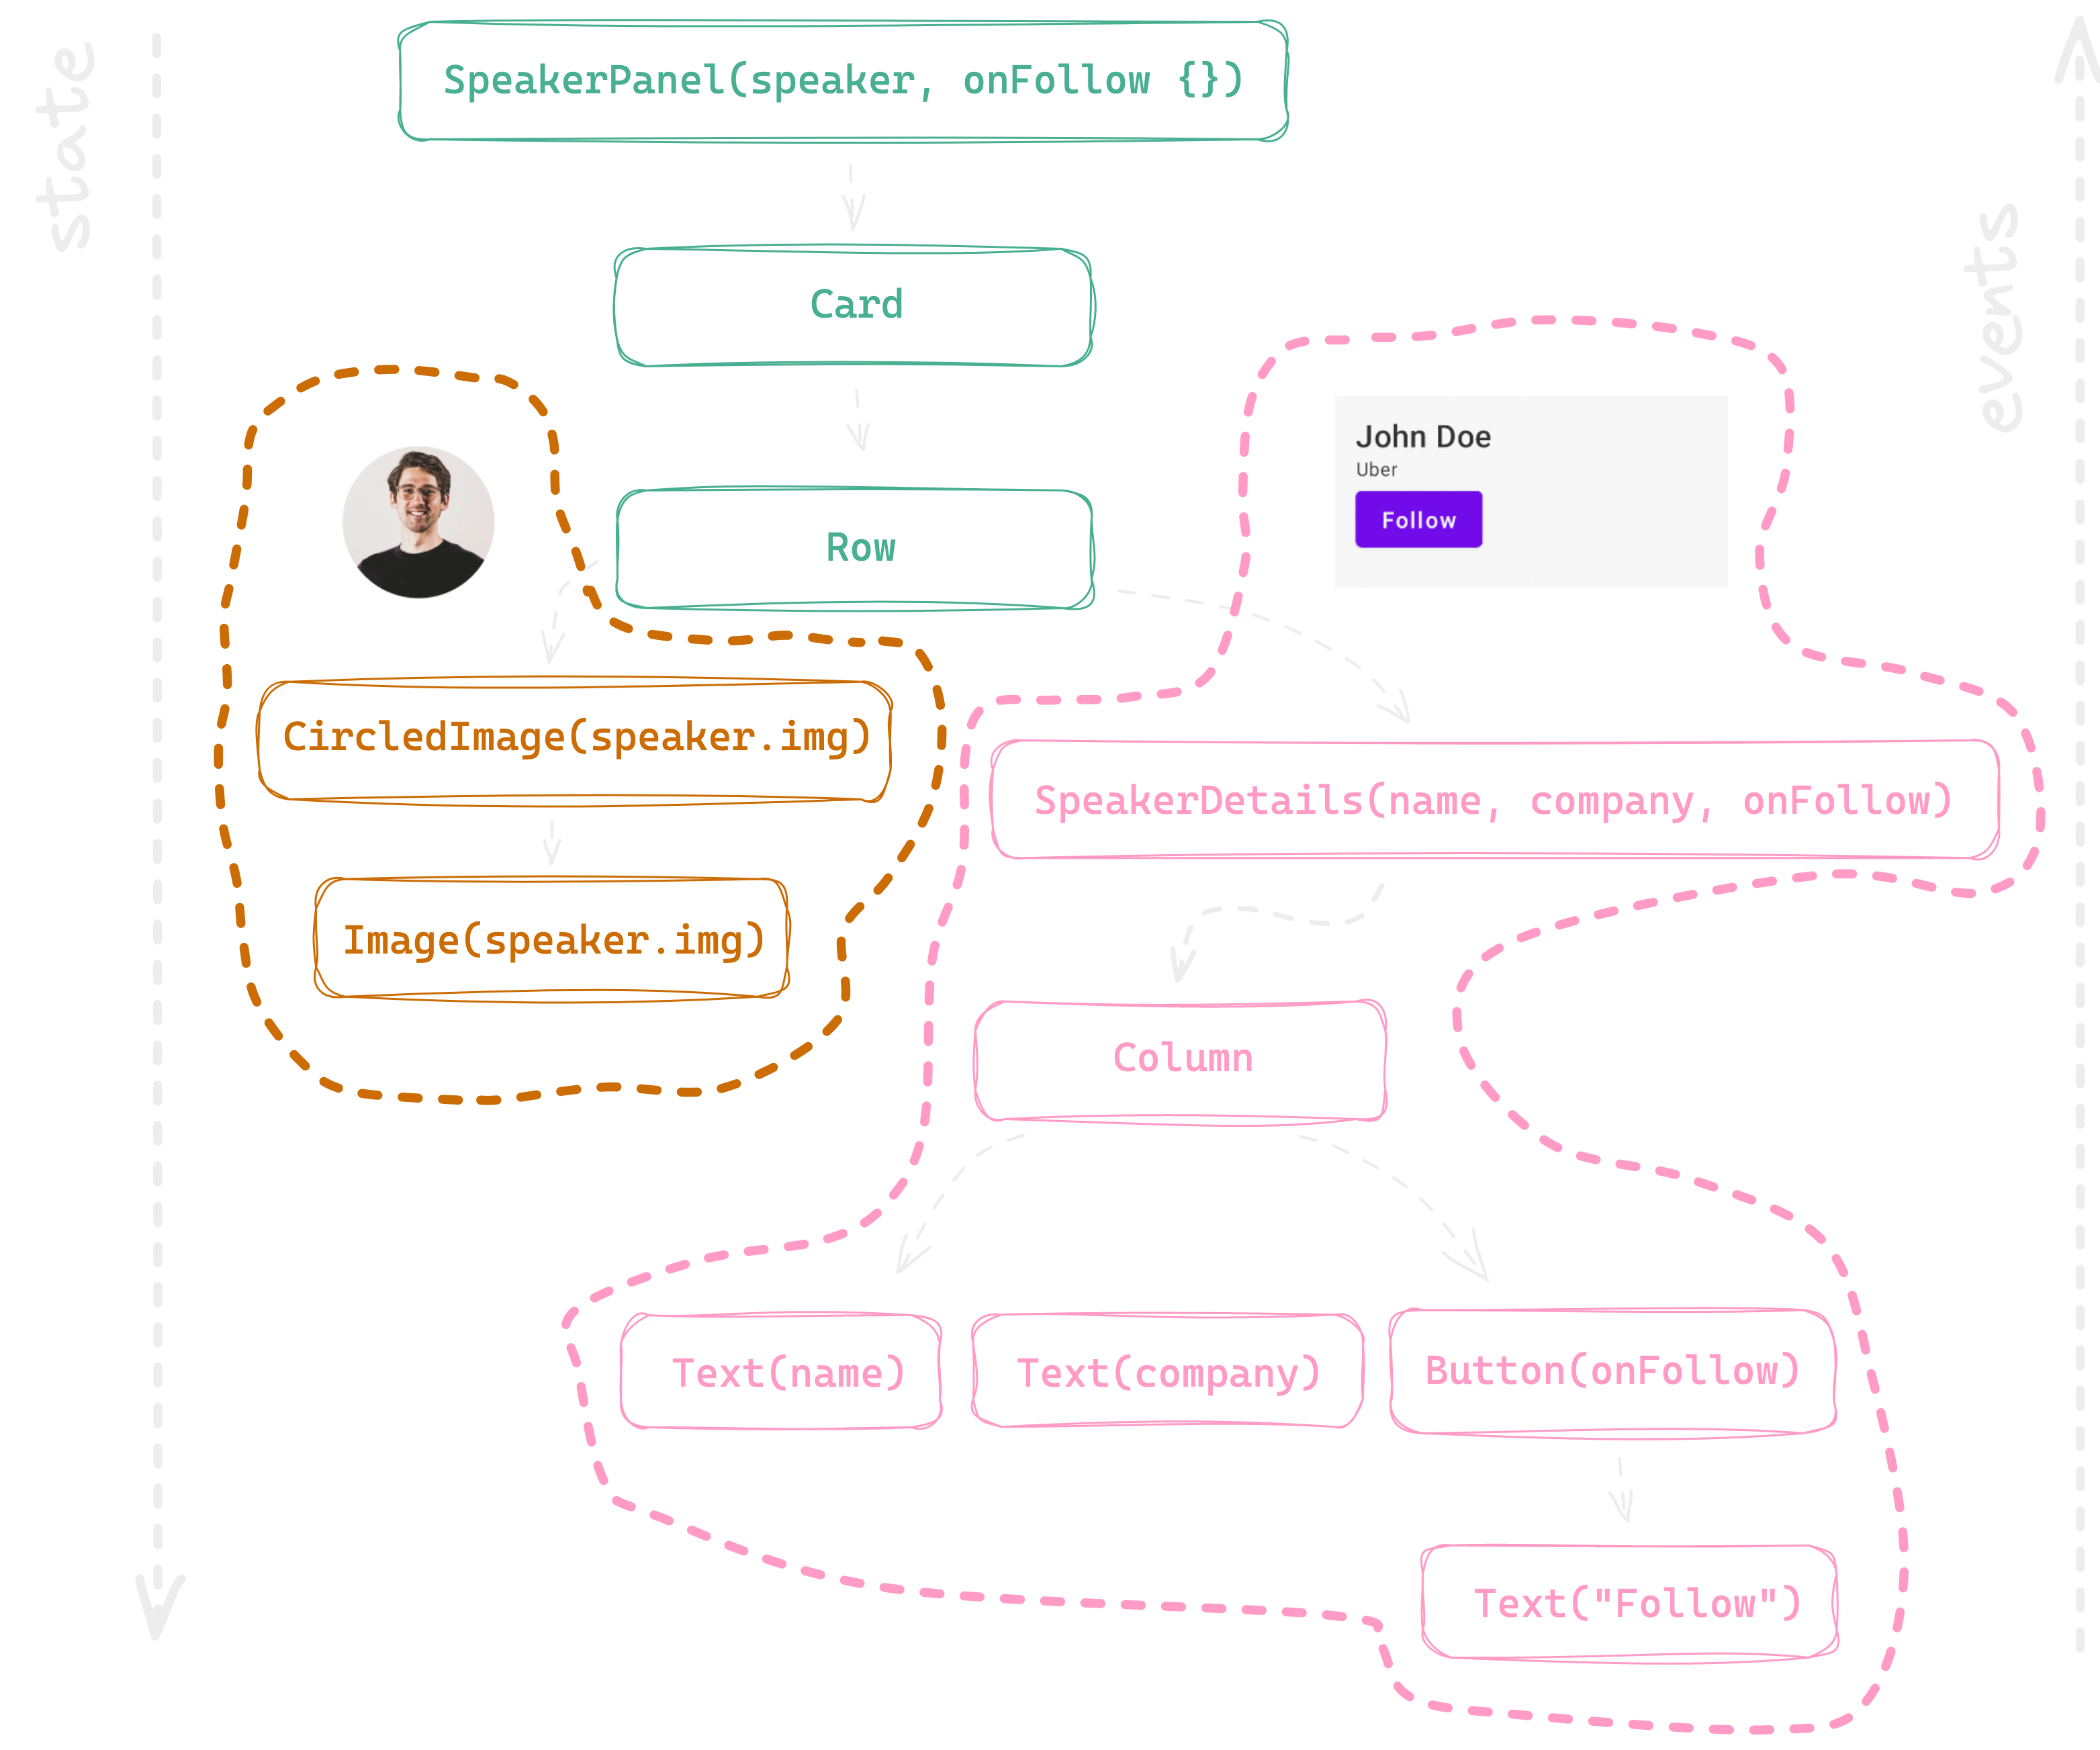 state
SpeakerPanel(speaker, onFollow {})
Card
events
John Doe
Uber
Follow
Row
CircledImage(speaker.img)
SpeakerDetails(name, company, onFollow)
Image(speaker.img)
Column
Text(name)
Text(company)
Button(onFollow)
Text("Follow")